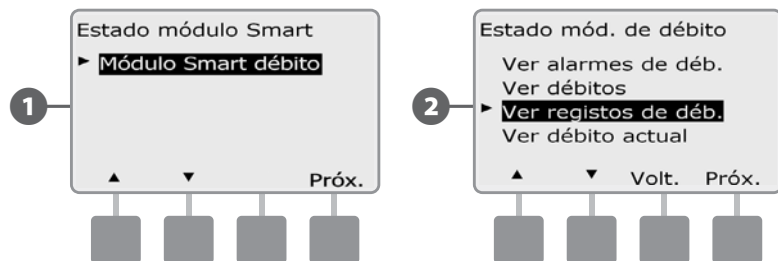 Estado módulo Smart
► Módulo Smart débito
1
▲ ▼ Próx.
Estado mód. de débito
Ver alarmes de déb.
Ver débitos
2
► Ver registos de déb.
Ver débito actual
▲ ▼ Volt. Próx.